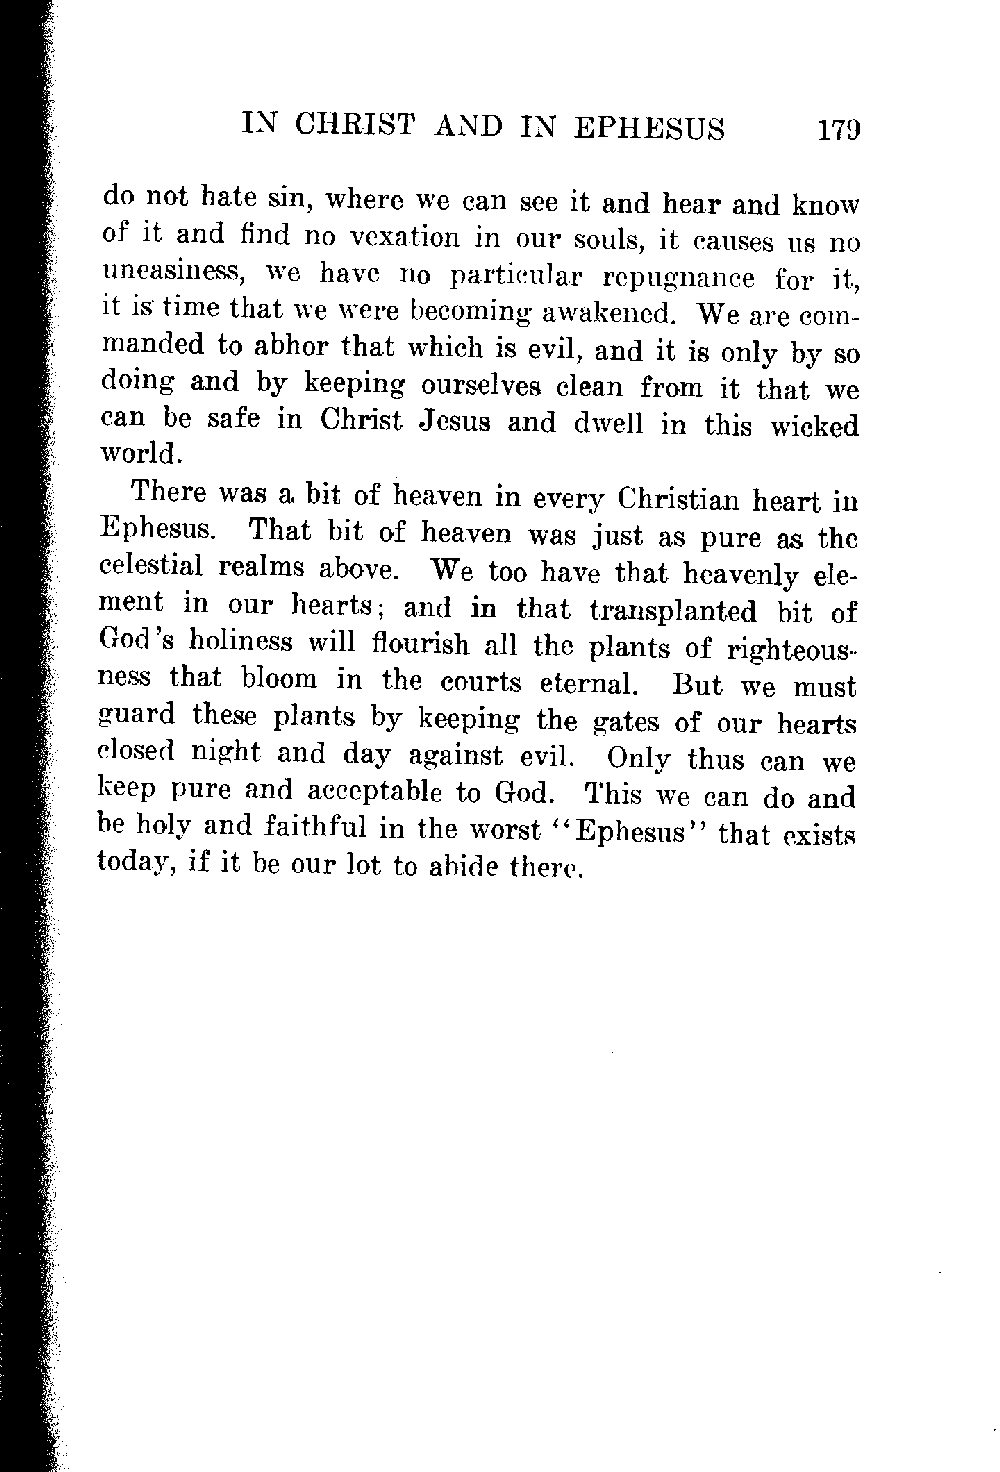 IN CHRIST AND IN EPHESUS 179
do not hate sin, where we can see it and hear and know
of it and find no vexation in our souls, it causes us no
uneasiness, we have no particular repugnance for it,
it is time that we were becoming awakened. We are com-
manded to abhor that which is evil, and it is only by so
doing and by keeping ourselves clean from it that we
can be safe in Christ Jesus and dwell in this wicked
world.
There was a bit of heaven in every Christian heart in
Ephesus. That bit of heaven was just as pure as the
celestial realms above. We too have that heavenly ele-
ment in our hearts; and in that transplanted bit of
God's holiness will flourish all the plants of righteous-
ness that bloom in the courts eternal. But we must
guard these plants by keeping the gates of our hearts
closed night and day against evil. Only thus can we
keep pure and acceptable to God. This we can do and
be holy and faithful in the worst "Ephesus" that exists
today, if it be our lot to abide there.